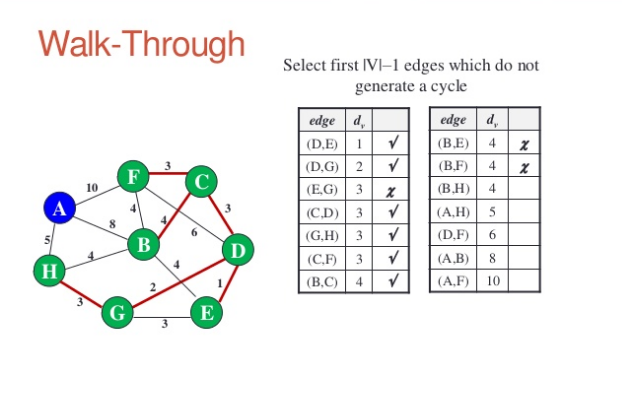 Walk-Through
Select first |V|–1 edges which do not
generate a cycle
edge dv
(D,E) 1 √
(D,G) 2 √
(E,G) 3 χ
(C,D) 3 √
(G,H) 3 √
(C,F) 3 √
(B,C) 4 √
edge dv
(B,E) 4 χ
(B,F) 4 χ
(B,H) 4
(A,H) 5
(D,F) 6
(A,B) 8
(A,F) 10
3
F
C
10
A
4
4
3
8
6
5
B
D
4
4
H
2
1
3
G
E
3